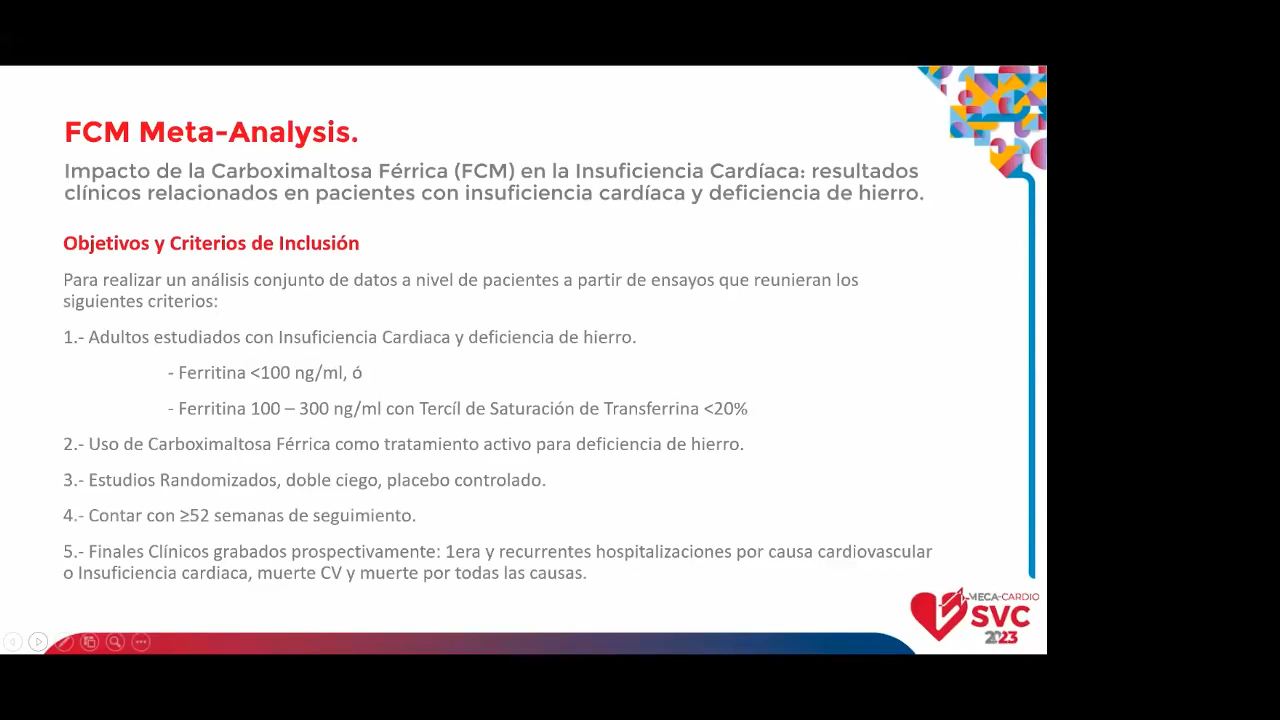 FCM Meta-Analysis.
Impacto de la Carboximaltosa Férrica (FCM) en la Insuficiencia Cardíaca: resultados
clínicos relacionados en pacientes con insuficiencia cardíaca y deficiencia de hierro.
Objetivos y Criterios de Inclusión
Para realizar un análisis conjunto de datos a nivel de pacientes a partir de ensayos que reunieran los
siguientes criterios:
1.- Adultos estudiados con Insuficiencia Cardiaca y deficiencia de hierro.
- Ferritina <100 ng/ml, ó
- Ferritina 100 – 300 ng/ml con Tercíl de Saturación de Transferrina <20%
2.- Uso de Carboximaltosa Férrica como tratamiento activo para deficiencia de hierro.
3.- Estudios Randomizados, doble ciego, placebo controlado.
4.- Contar con ≥52 semanas de seguimiento.
5.- Finales Clínicos grabados prospectivamente: 1era y recurrentes hospitalizaciones por causa cardiovascular
o Insuficiencia cardiaca, muerte CV y muerte por todas las causas.
MECA-CARDIO
SVC
2023